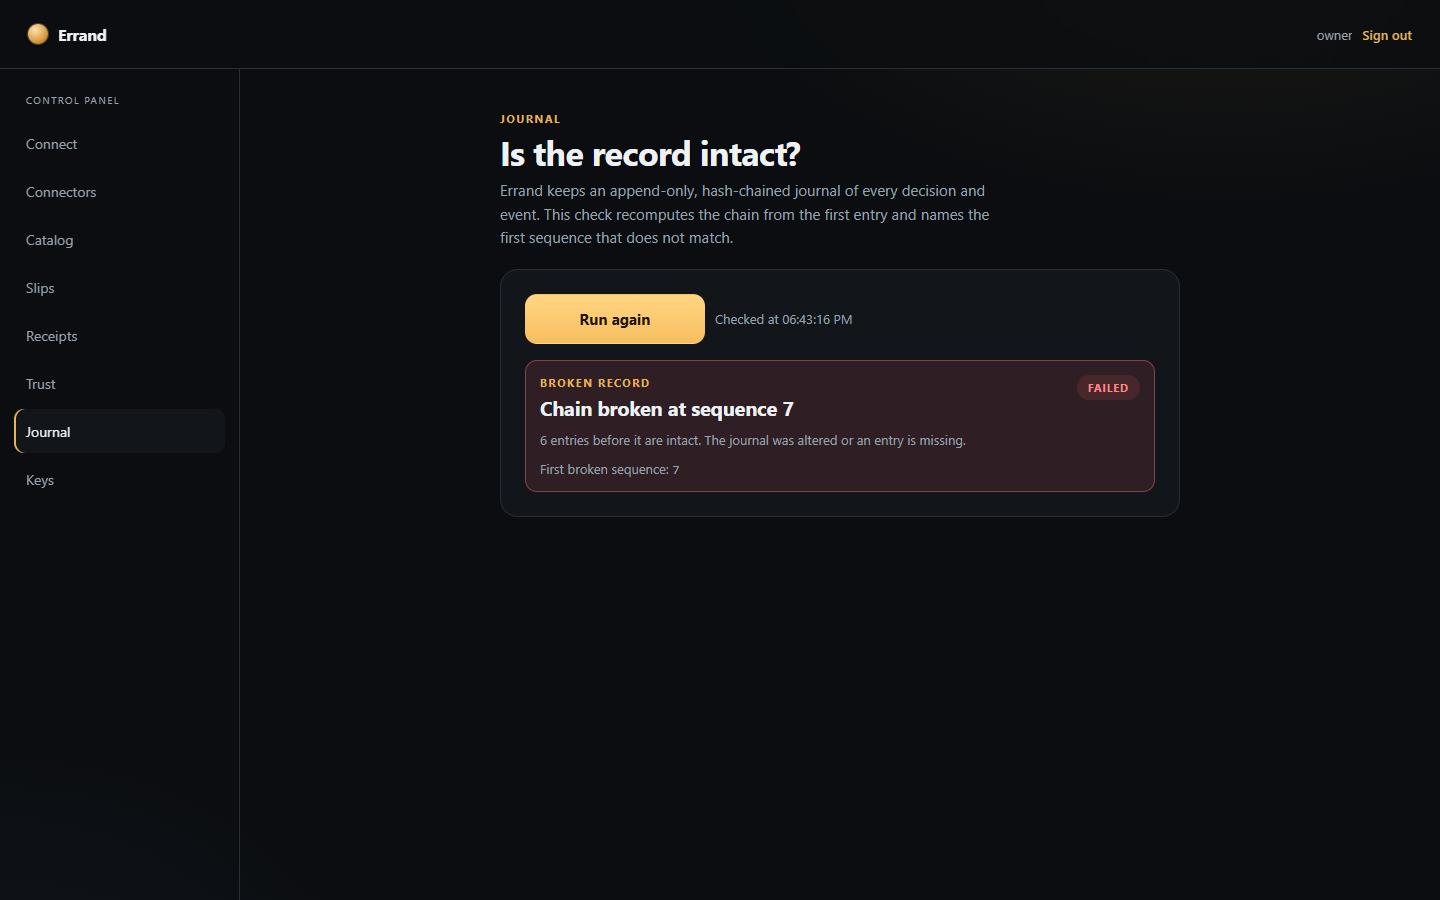 Errand
owner Sign out
CONTROL PANEL
Connect
Connectors
Catalog
Slips
Receipts
Trust
Journal
Keys
JOURNAL
Is the record intact?
Errand keeps an append-only, hash-chained journal of every decision and
event. This check recomputes the chain from the first entry and names the
first sequence that does not match.
Run again
Checked at 06:43:16 PM
BROKEN RECORD
FAILED
Chain broken at sequence 7
6 entries before it are intact. The journal was altered or an entry is missing.
First broken sequence: 7